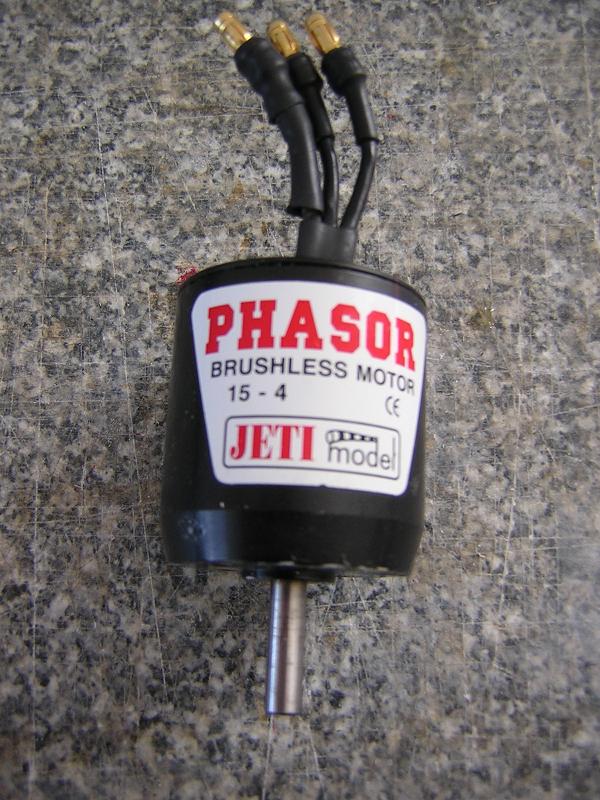 PHASOR
BRUSHLESS MOTOR
15 - 4
CE
JETI model